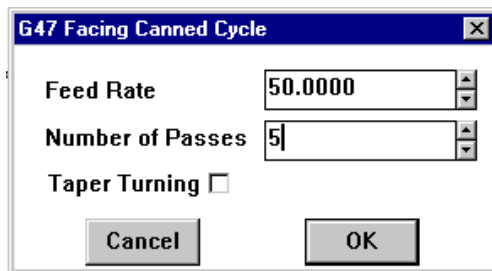 G47 Facing Canned Cycle
Feed Rate 50.0000
Number of Passes 5
Taper Turning
Cancel OK